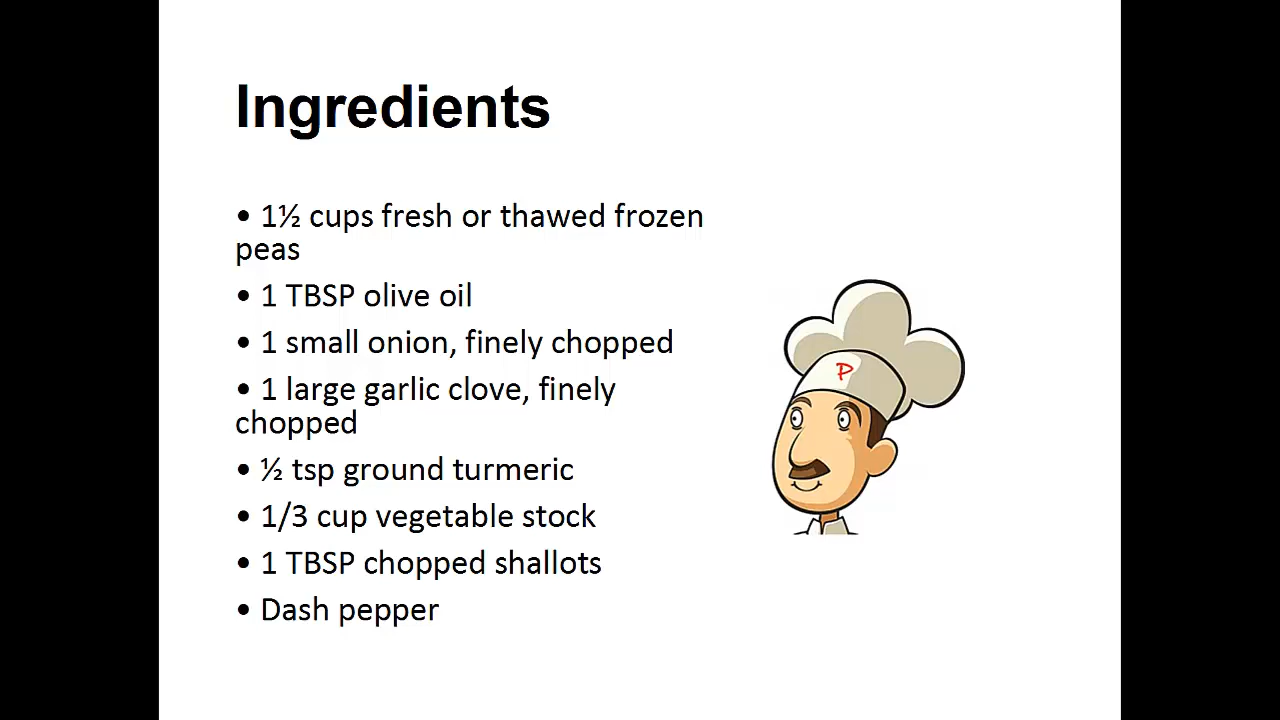 Ingredients
• 1½ cups fresh or thawed frozen
peas
• 1 TBSP olive oil
• 1 small onion, finely chopped
• 1 large garlic clove, finely
chopped
• ½ tsp ground turmeric
• 1/3 cup vegetable stock
• 1 TBSP chopped shallots
• Dash pepper
P